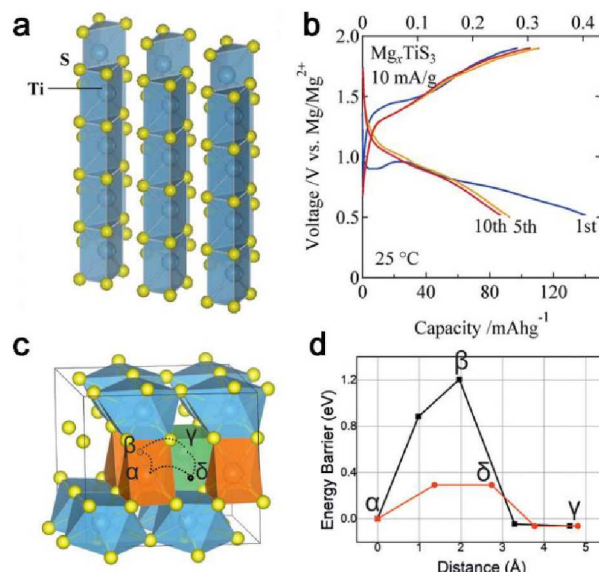 a
S
Ti
b
0 0.1 0.2 0.3 0.4
2.0
1.5
1.0
0.5
Voltage /V vs. Mg/Mg²⁺
MgₓTiS₃
10 mA/g
10th 5th 1st
25 °C
0 40 80 120
Capacity /mAhg⁻¹
c
β γ
α δ
d
1.2
0.8
0.4
0.0
Energy Barrier (eV)
β
δ
α γ
0 1 2 3 4 5
Distance (Å)